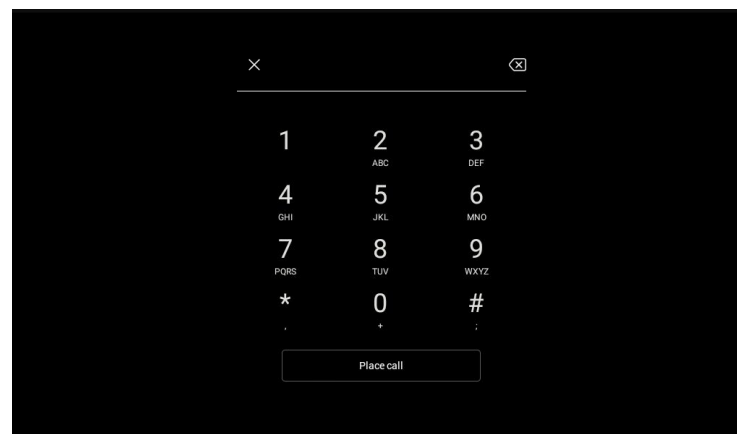 1 2 3
ABC DEF
4 5 6
GHI JKL MNO
7 8 9
PQRS TUV WXYZ
* 0 #
, + ;
Place call